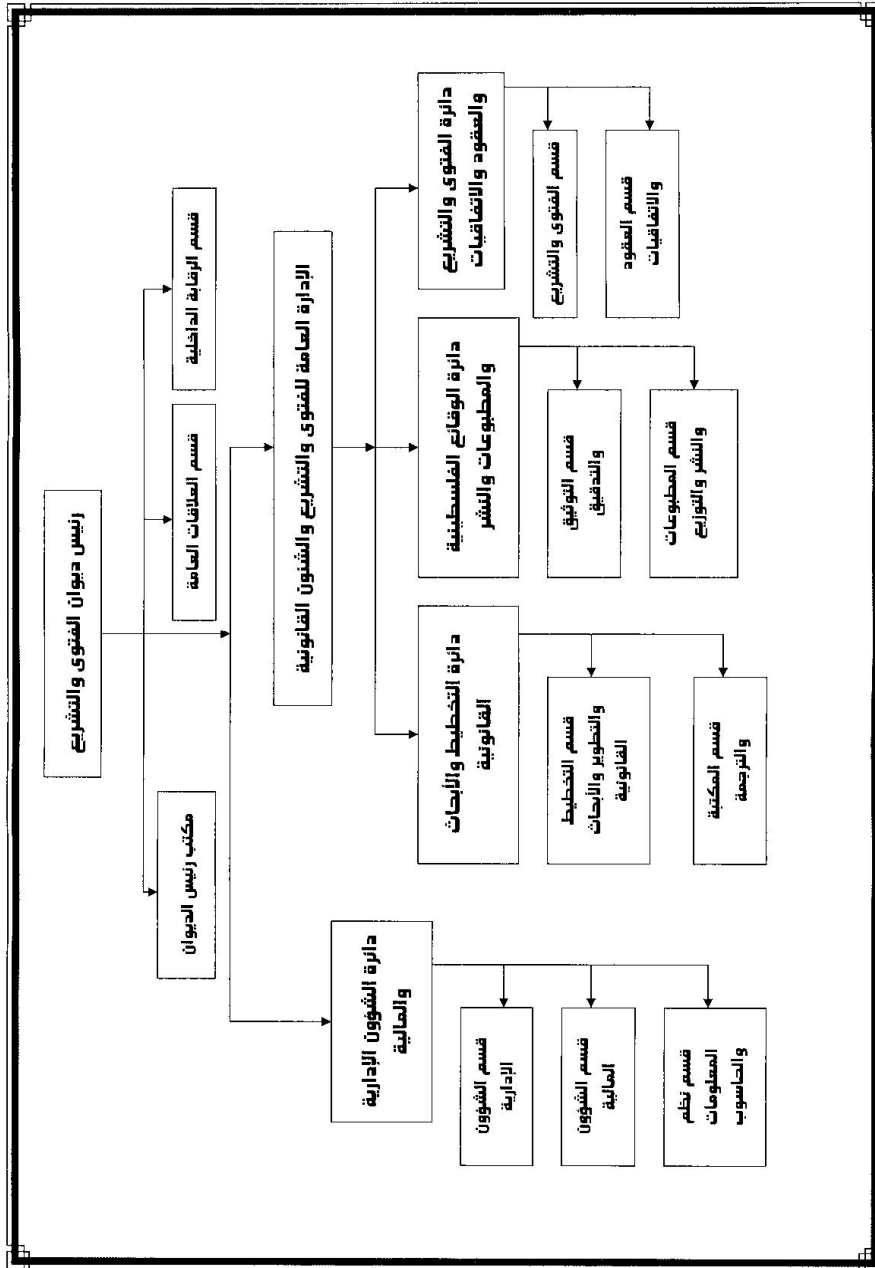 رئيس ديوان الفتوى والتشريع
قسم الرقابة الداخلية
قسم العلاقات العامة
مكتب رئيس الديوان
الإدارة العامة للفتوى والتشريع والشئون القانونية
دائرة الشؤون الإدارية
والمالية
دائرة الفتوى والتشريع
والعقود والاتفاقيات
دائرة الوقائع الفلسطينية
والمطبوعات والنشر
دائرة التخطيط والأبحاث
القانونية
قسم الفتوى والتشريع
قسم العقود
والاتفاقيات
قسم التوثيق
والتدقيق
قسم المطبوعات
والنشر والتوزيع
قسم التخطيط
والتطوير والأبحاث
القانونية
قسم المكتبة
والترجمة
قسم الشؤون
الإدارية
قسم الشؤون
المالية
قسم نظم
المعلومات
والحاسوب